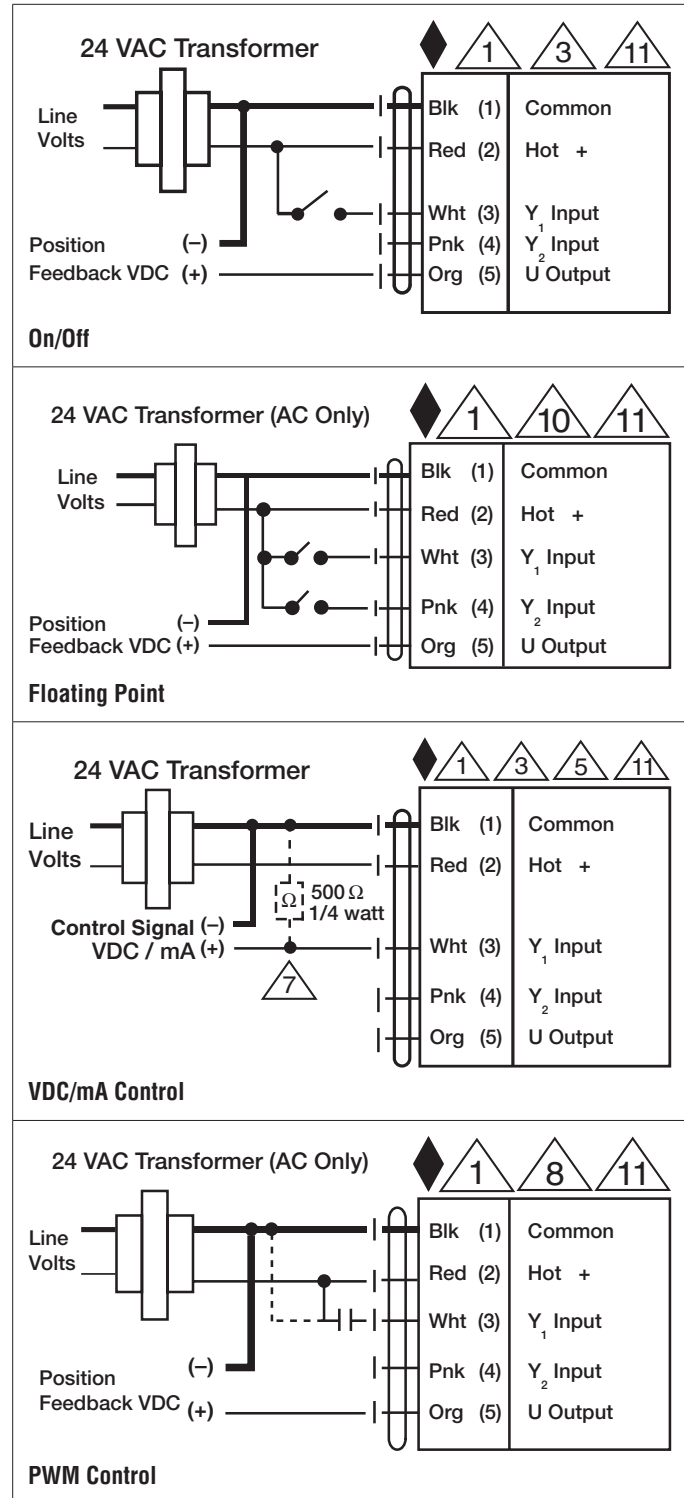 24 VAC Transformer
1 3 11
Line
Volts
Blk (1) Common
Red (2) Hot +
Wht (3) Y1 Input
Pnk (4) Y2 Input
Org (5) U Output
Position (–)
Feedback VDC (+)
On/Off
24 VAC Transformer (AC Only)
1 10 11
Line
Volts
Blk (1) Common
Red (2) Hot +
Wht (3) Y1 Input
Pnk (4) Y2 Input
Org (5) U Output
Position (–)
Feedback VDC (+)
Floating Point
24 VAC Transformer
1 3 5 11
Line
Volts
Blk (1) Common
Red (2) Hot +
Ω 500 Ω
1/4 watt
Control Signal (–)
VDC / mA (+)
7
Wht (3) Y1 Input
Pnk (4) Y2 Input
Org (5) U Output
VDC/mA Control
24 VAC Transformer (AC Only)
1 8 11
Line
Volts
Blk (1) Common
Red (2) Hot +
Wht (3) Y1 Input
Pnk (4) Y2 Input
Org (5) U Output
Position (–)
Feedback VDC (+)
PWM Control